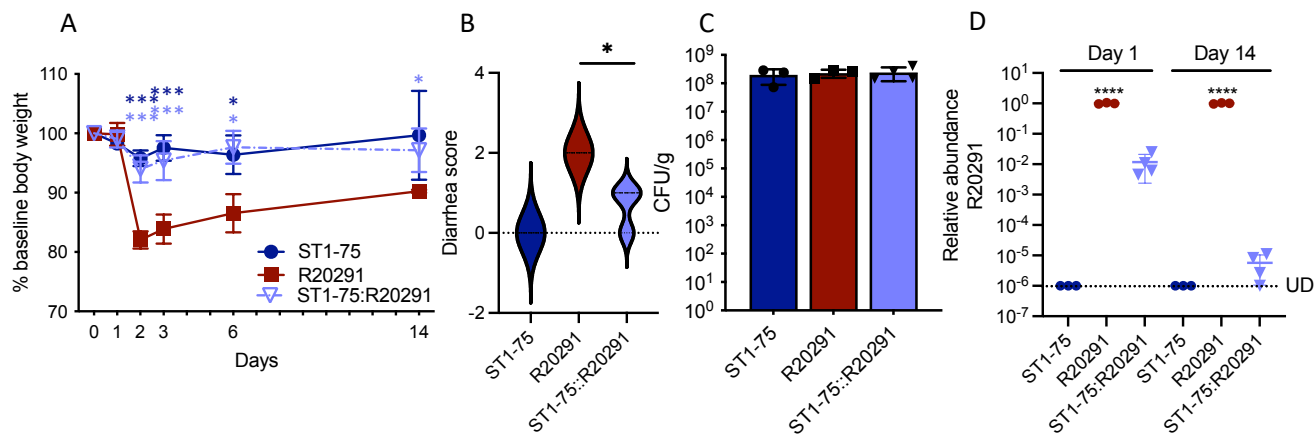 A
% baseline body weight
110
100
90
80
70
***
***
***
***
*
*
*
ST1-75
R20291
ST1-75:R20291
0 1 2 3 6 14
Days
B
*
Diarrhea score
4
2
0
-2
ST1-75
R20291
ST1-75::R20291
C
CFU/g
10⁹
10⁸
10⁷
10⁶
10⁵
10⁴
10³
10²
10¹
10⁰
ST1-75
R20291
ST1-75::R20291
D
Day 1 Day 14
Relative abundance
R20291
10¹
10⁰
10⁻¹
10⁻²
10⁻³
10⁻⁴
10⁻⁵
10⁻⁶
10⁻⁷
**** ****
UD
ST1-75
R20291
ST1-75:R20291
ST1-75
R20291
ST1-75:R20291